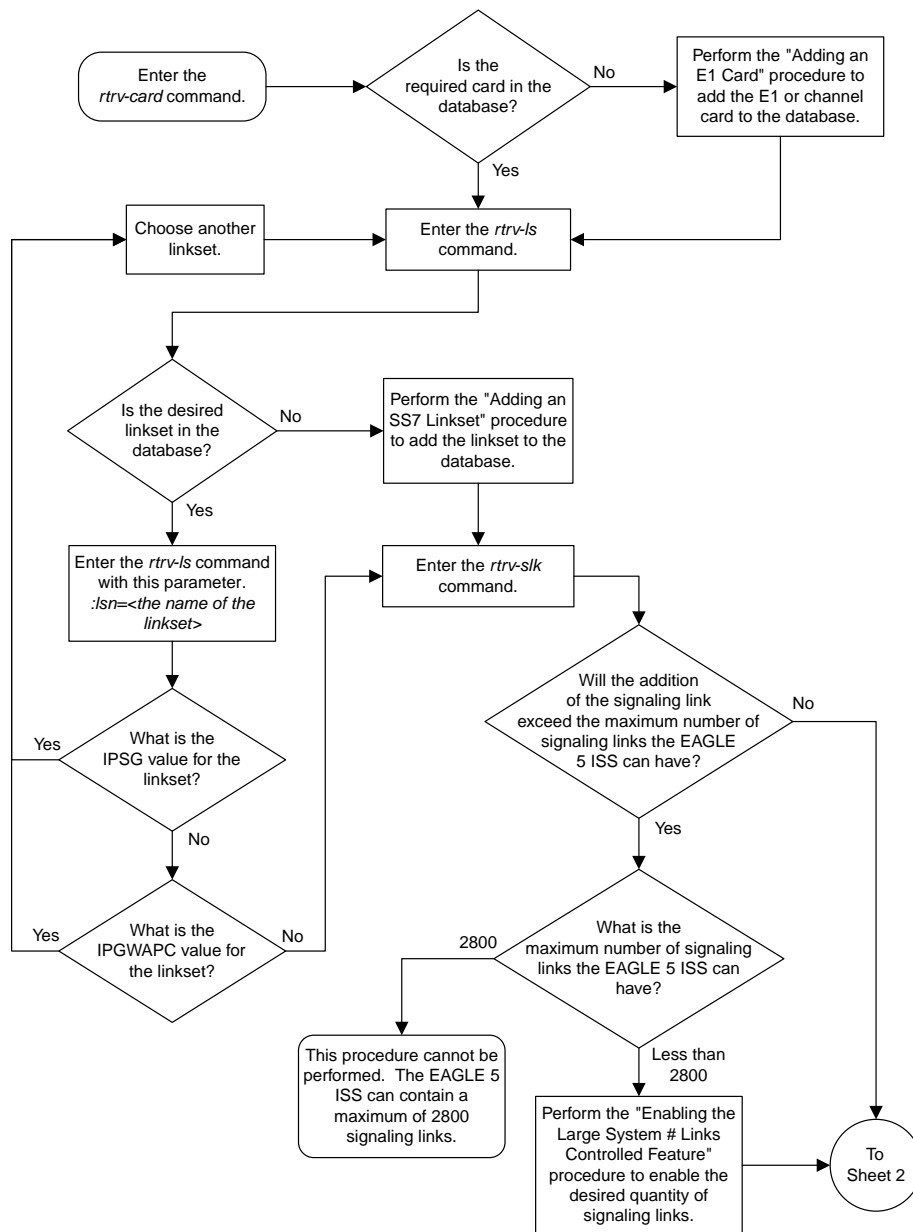 Enter the
rtrv-card command.
Is the
required card in the
database?
No
Perform the "Adding an
E1 Card" procedure to
add the E1 or channel
card to the database.
Yes
Choose another
linkset.
Enter the rtrv-ls
command.
Is the desired
linkset in the
database?
No
Perform the "Adding an
SS7 Linkset" procedure
to add the linkset to the
database.
Yes
Enter the rtrv-ls command
with this parameter.
:lsn=<the name of the
linkset>
Enter the rtrv-slk
command.
Will the addition
of the signaling link
exceed the maximum number of
signaling links the EAGLE
5 ISS can have?
No
Yes
What is the
IPSG value for the
linkset?
Yes
No
What is the
IPGWAPC value for
the linkset?
Yes
No
What is the
maximum number of signaling
links the EAGLE 5 ISS can
have?
2800
Less than
2800
This procedure cannot be
performed. The EAGLE 5
ISS can contain a
maximum of 2800
signaling links.
Perform the "Enabling the
Large System # Links
Controlled Feature"
procedure to enable the
desired quantity of
signaling links.
To
Sheet 2